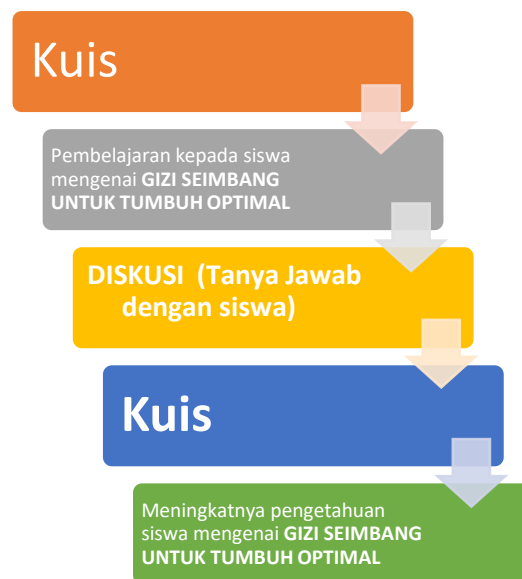 Kuis
Pembelajaran kepada siswa
mengenai GIZI SEIMBANG
UNTUK TUMBUH OPTIMAL
DISKUSI (Tanya Jawab
dengan siswa)
Kuis
Meningkatnya pengetahuan
siswa mengenai GIZI SEIMBANG
UNTUK TUMBUH OPTIMAL